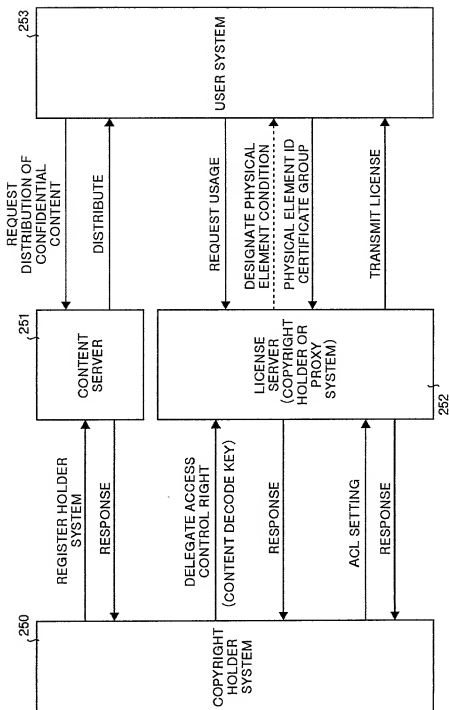 250
COPYRIGHT
HOLDER
SYSTEM
REGISTER HOLDER
SYSTEM
RESPONSE
DELEGATE ACCESS
CONTROL RIGHT
(CONTENT DECODE KEY)
RESPONSE
ACL SETTING
RESPONSE
251
CONTENT
SERVER
LICENSE
SERVER
(COPYRIGHT
HOLDER OR
PROXY
SYSTEM)
252
REQUEST
DISTRIBUTION OF
CONFIDENTIAL
CONTENT
DISTRIBUTE
REQUEST USAGE
DESIGNATE PHYSICAL
ELEMENT CONDITION
PHYSICAL ELEMENT ID
CERTIFICATE GROUP
TRANSMIT LICENSE
253
USER SYSTEM